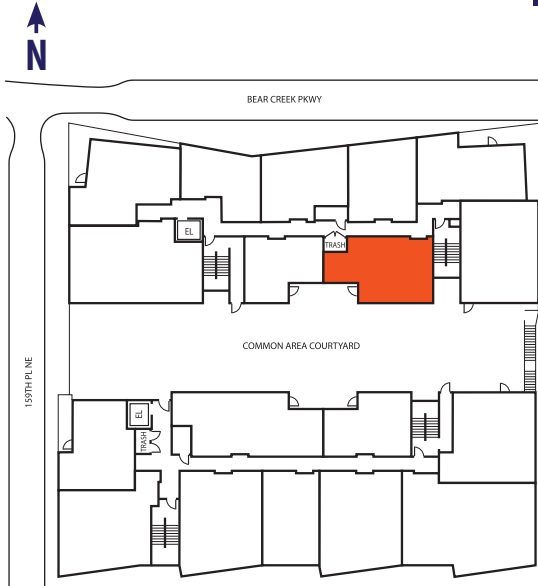 N
BEAR CREEK PKWY
EL
TRASH
COMMON AREA COURTYARD
159TH PL NE
EL
TRASH